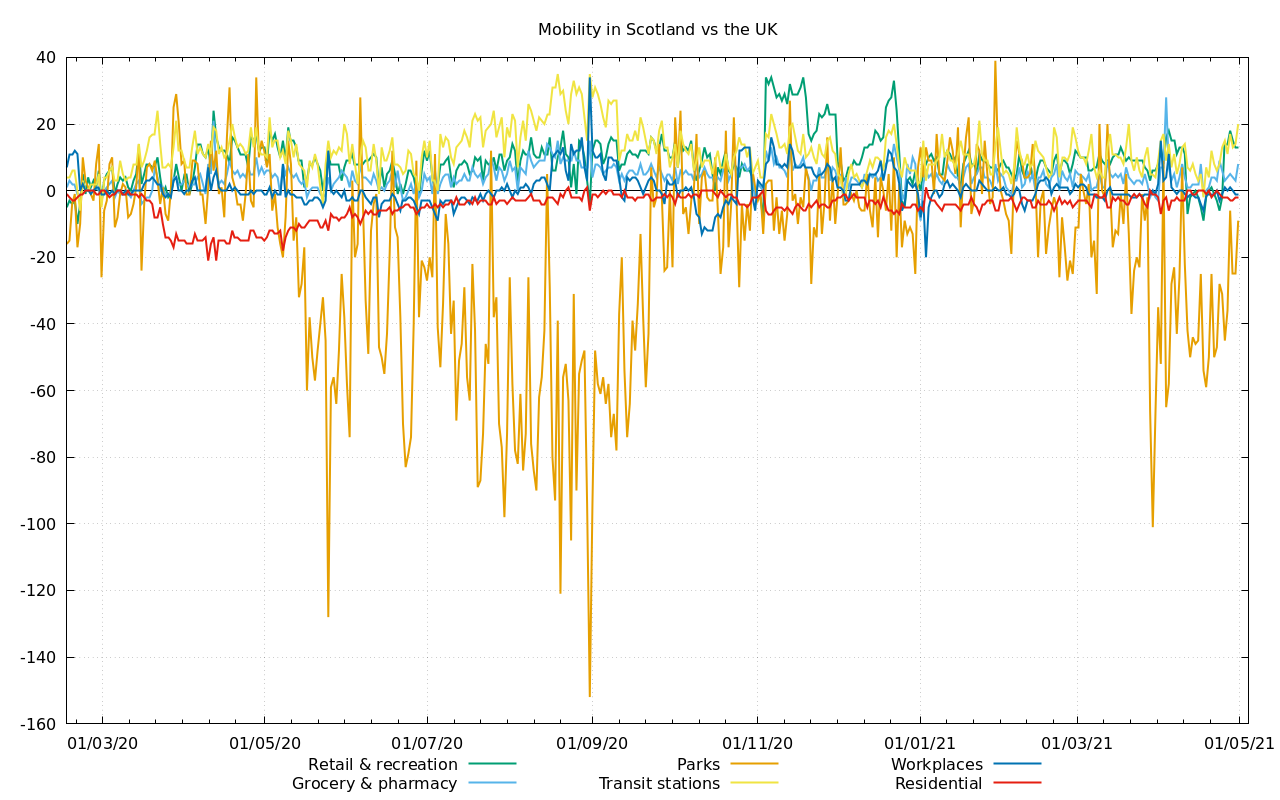 Mobility in Scotland vs the UK
40
20
0
-20
-40
-60
-80
-100
-120
-140
-160
01/03/20 01/05/20 01/07/20 01/09/20 01/11/20 01/01/21 01/03/21 01/05/21
Retail & recreation Parks Workplaces
Grocery & pharmacy Transit stations Residential